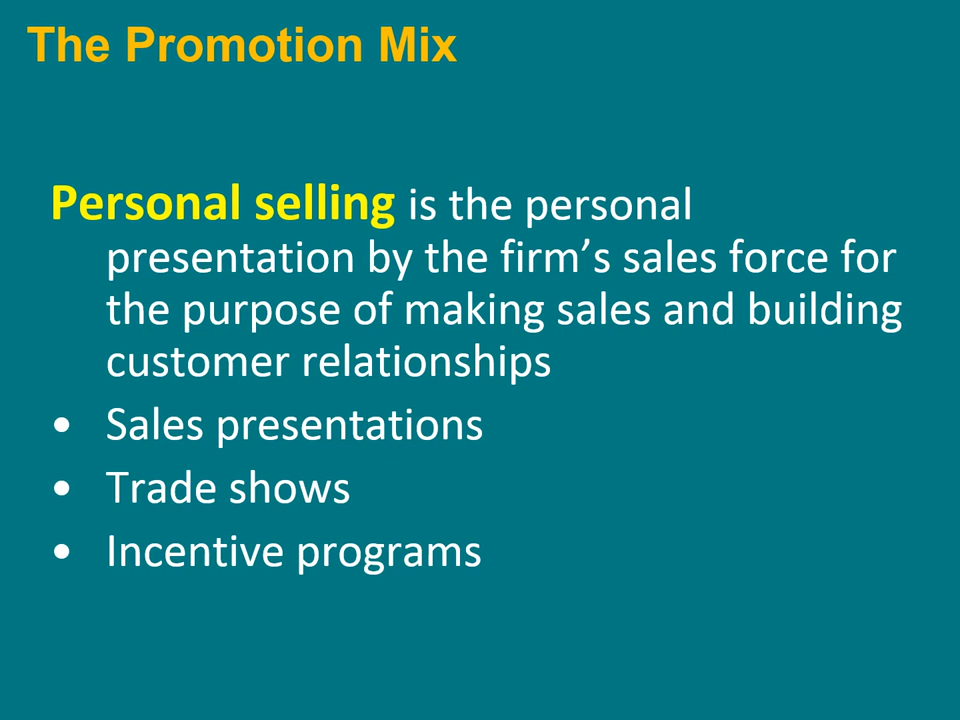 The Promotion Mix
Personal selling is the personal
presentation by the firm’s sales force for
the purpose of making sales and building
customer relationships
• Sales presentations
• Trade shows
• Incentive programs